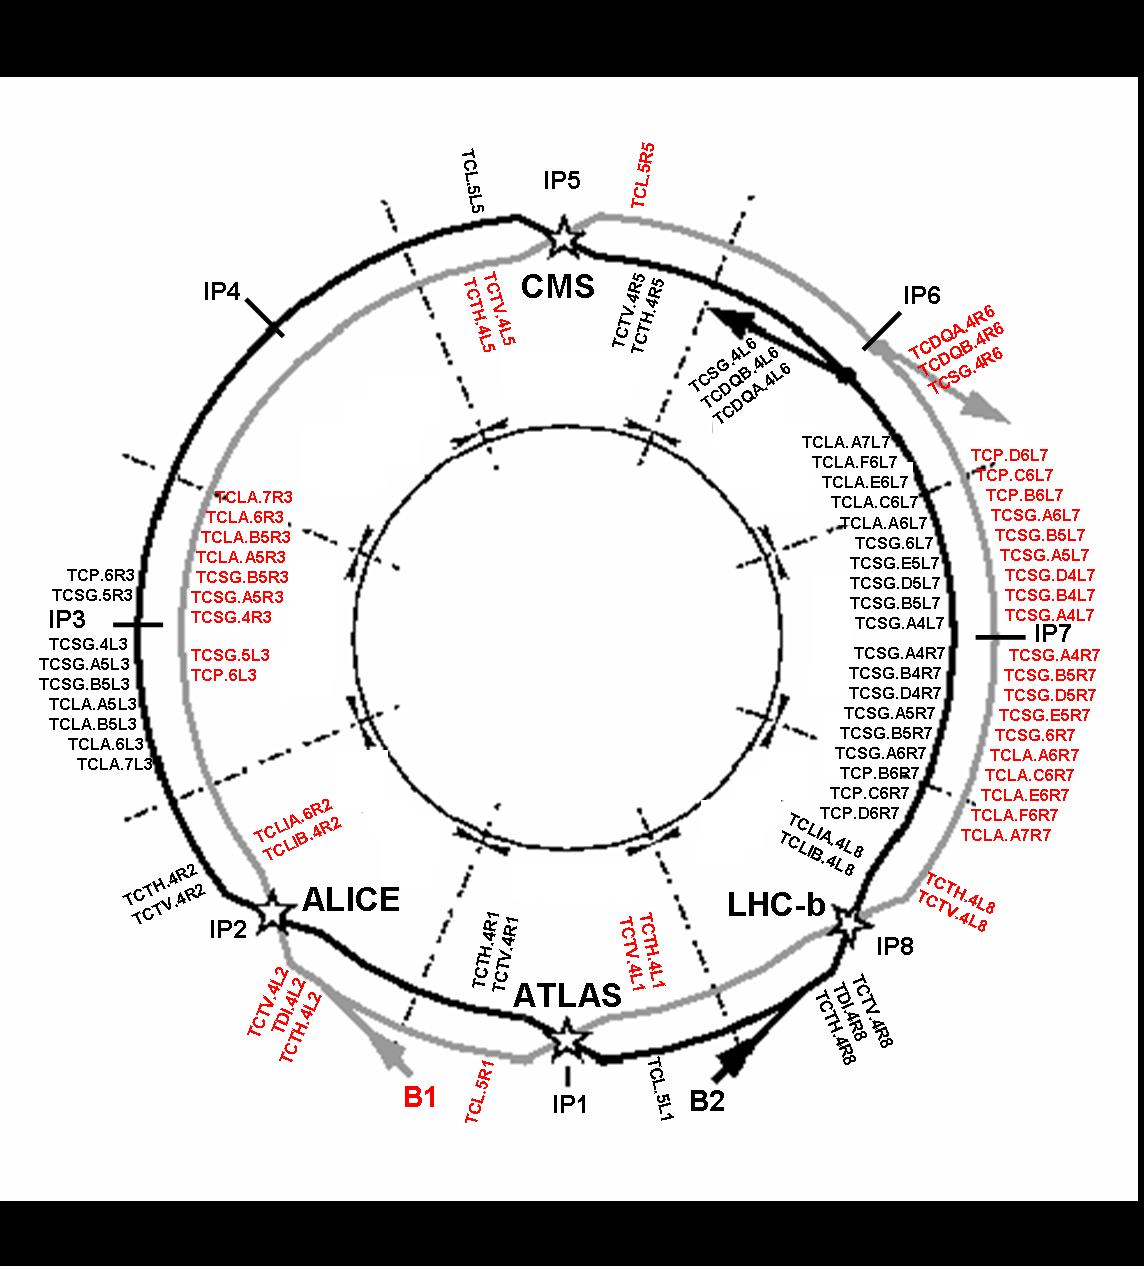 TCL.5L5
TCL.5R5
IP5
CMS
TCTV.4L5
TCTH.4L5
TCTV.4R5
TCTH.4R5
IP4
IP6
TCDQA.4R6
TCDQB.4R6
TCSG.4R6
TCSG.4L6
TCDQB.4L6
TCDQA.4L6
TCLA.A7L7
TCLA.F6L7
TCLA.E6L7
TCLA.C6L7
TCLA.A6L7
TCSG.6L7
TCSG.E5L7
TCSG.D5L7
TCSG.B5L7
TCSG.A4L7
TCSG.A4R7
TCSG.B4R7
TCSG.D4R7
TCSG.A5R7
TCSG.B5R7
TCSG.A6R7
TCP.B6R7
TCP.C6R7
TCP.D6R7
TCP.D6L7
TCP.C6L7
TCP.B6L7
TCSG.A6L7
TCSG.B5L7
TCSG.A5L7
TCSG.D4L7
TCSG.B4L7
TCSG.A4L7
IP7
TCSG.A4R7
TCSG.B5R7
TCSG.D5R7
TCSG.E5R7
TCSG.6R7
TCLA.A6R7
TCLA.C6R7
TCLA.E6R7
TCLA.F6R7
TCLA.A7R7
TCLA.7R3
TCLA.6R3
TCLA.B5R3
TCLA.A5R3
TCSG.B5R3
TCSG.A5R3
TCSG.4R3
TCSG.5L3
TCP.6L3
TCP.6R3
TCSG.5R3
IP3
TCSG.4L3
TCSG.A5L3
TCSG.B5L3
TCLA.A5L3
TCLA.B5L3
TCLA.6L3
TCLA.7L3
TCLIA.6R2
TCLIB.4R2
TCTH.4R2
TCTV.4R2
ALICE
IP2
TCTV.4L2
TDI.4L2
TCTH.4L2
B1
TCTH.4R1
TCTV.4R1
ATLAS
TCL.5R1
IP1
TCTH.4L1
TCTV.4L1
TCL.5L1
B2
TCLIA.4L8
TCLIB.4L8
LHC-b
IP8
TCTH.4L8
TCTV.4L8
TCTV.4R8
TDI.4R8
TCTH.4R8